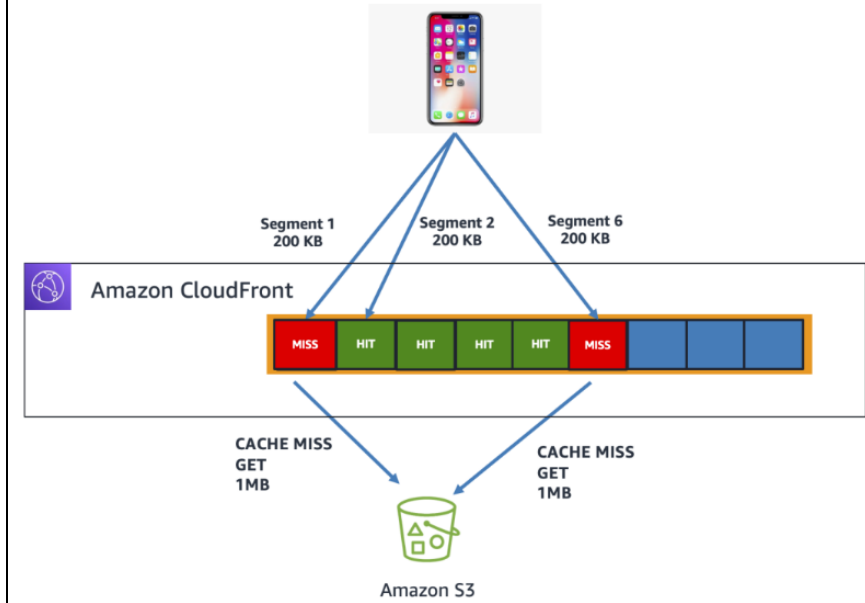 Segment 1
200 KB
Segment 2
200 KB
Segment 6
200 KB
Amazon CloudFront
MISS HIT HIT HIT HIT MISS
CACHE MISS
GET
1MB
CACHE MISS
GET
1MB
Amazon S3